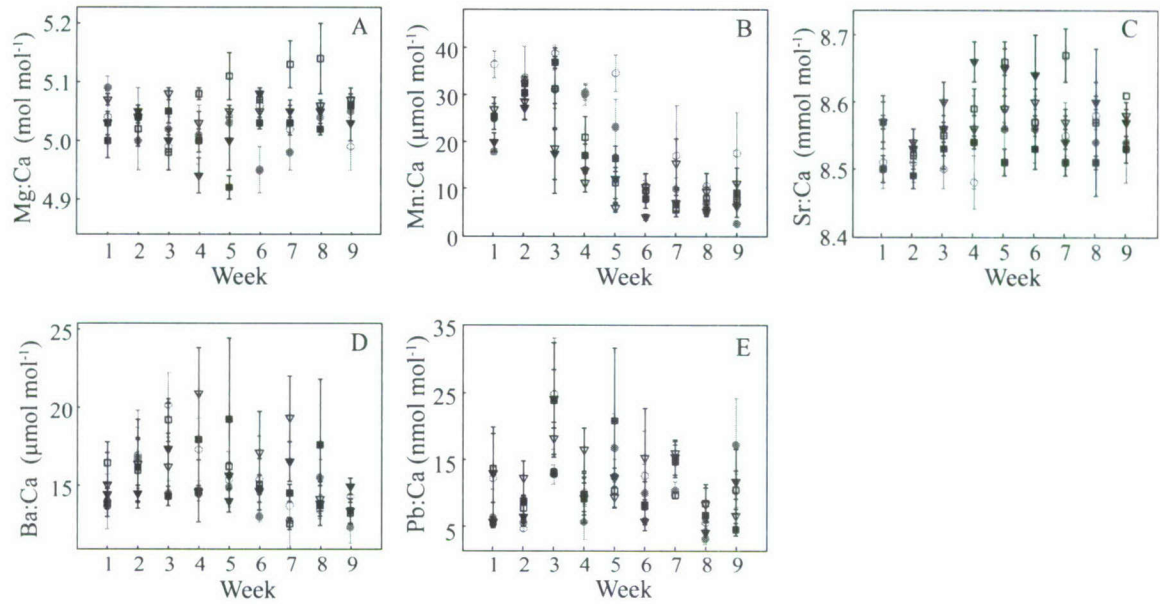 A
Mg:Ca (mol mol⁻¹)
5.2
5.1
5.0
4.9
1 2 3 4 5 6 7 8 9
Week
B
Mn:Ca (μmol mol⁻¹)
40
30
20
10
0
1 2 3 4 5 6 7 8 9
Week
C
Sr:Ca (mmol mol⁻¹)
8.7
8.6
8.5
8.4
1 2 3 4 5 6 7 8 9
Week
D
Ba:Ca (μmol mol⁻¹)
25
20
15
1 2 3 4 5 6 7 8 9
Week
E
Pb:Ca (nmol mol⁻¹)
35
25
15
5
1 2 3 4 5 6 7 8 9
Week